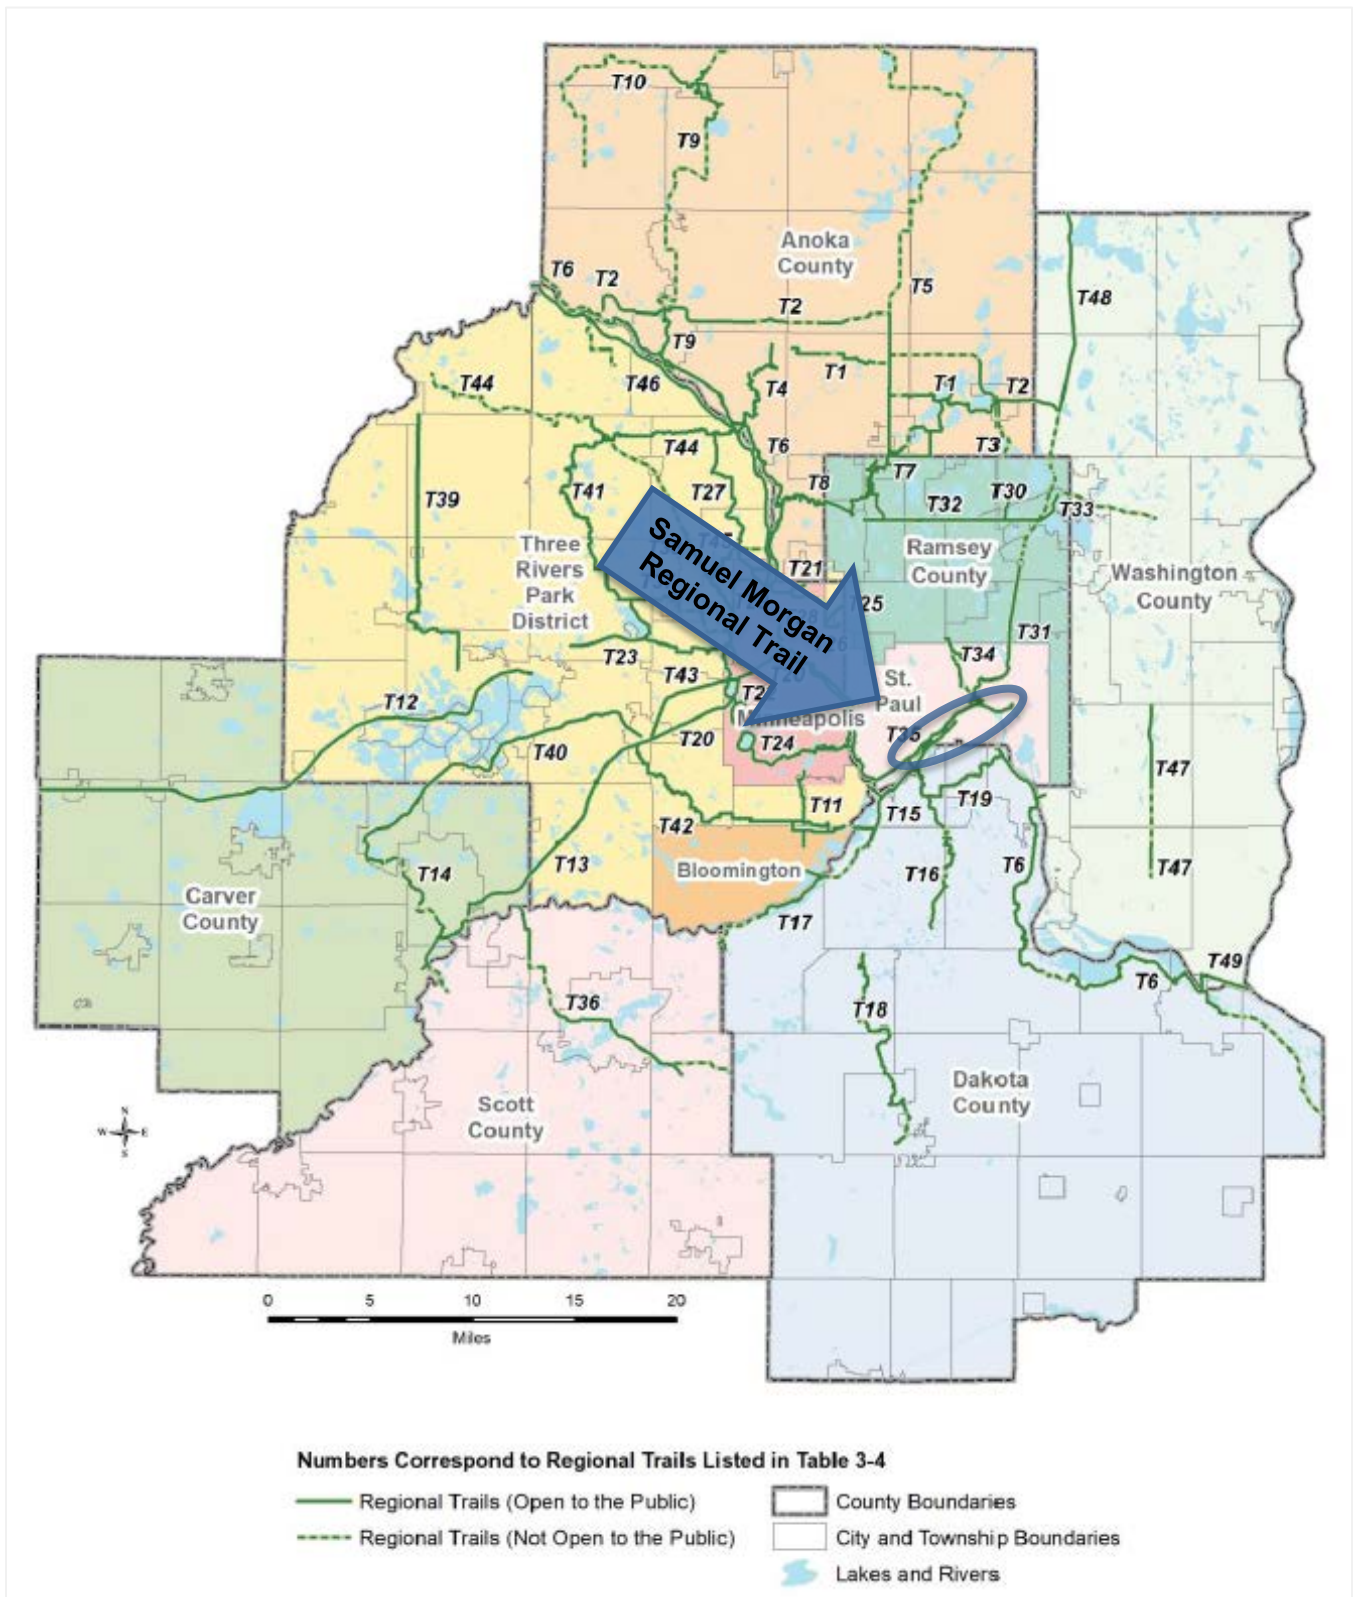 T10
T9
Anoka
County
T6
T2
T2
T5
T48
T9
T1
T44
T46
T4
T1
T2
T44
T6
T3
T7
T39
T41
T27
T8
T32
T30
T33
Three
Rivers
Park
District
Samuel Morgan
Regional Trail
T21
Ramsey
County
Washington
County
T25
T31
T23
T43
T34
T12
St.
Paul
Minneapolis
T40
T20
T24
T35
T47
T11
T15
T19
T42
T14
T13
Bloomington
T16
T6
T47
Carver
County
T17
T49
T6
T36
T18
N
W
E
S
Scott
County
Dakota
County
0 5 10 15 20
Miles
Numbers Correspond to Regional Trails Listed in Table 3-4
Regional Trails (Open to the Public)
County Boundaries
Regional Trails (Not Open to the Public)
City and Township Boundaries
Lakes and Rivers